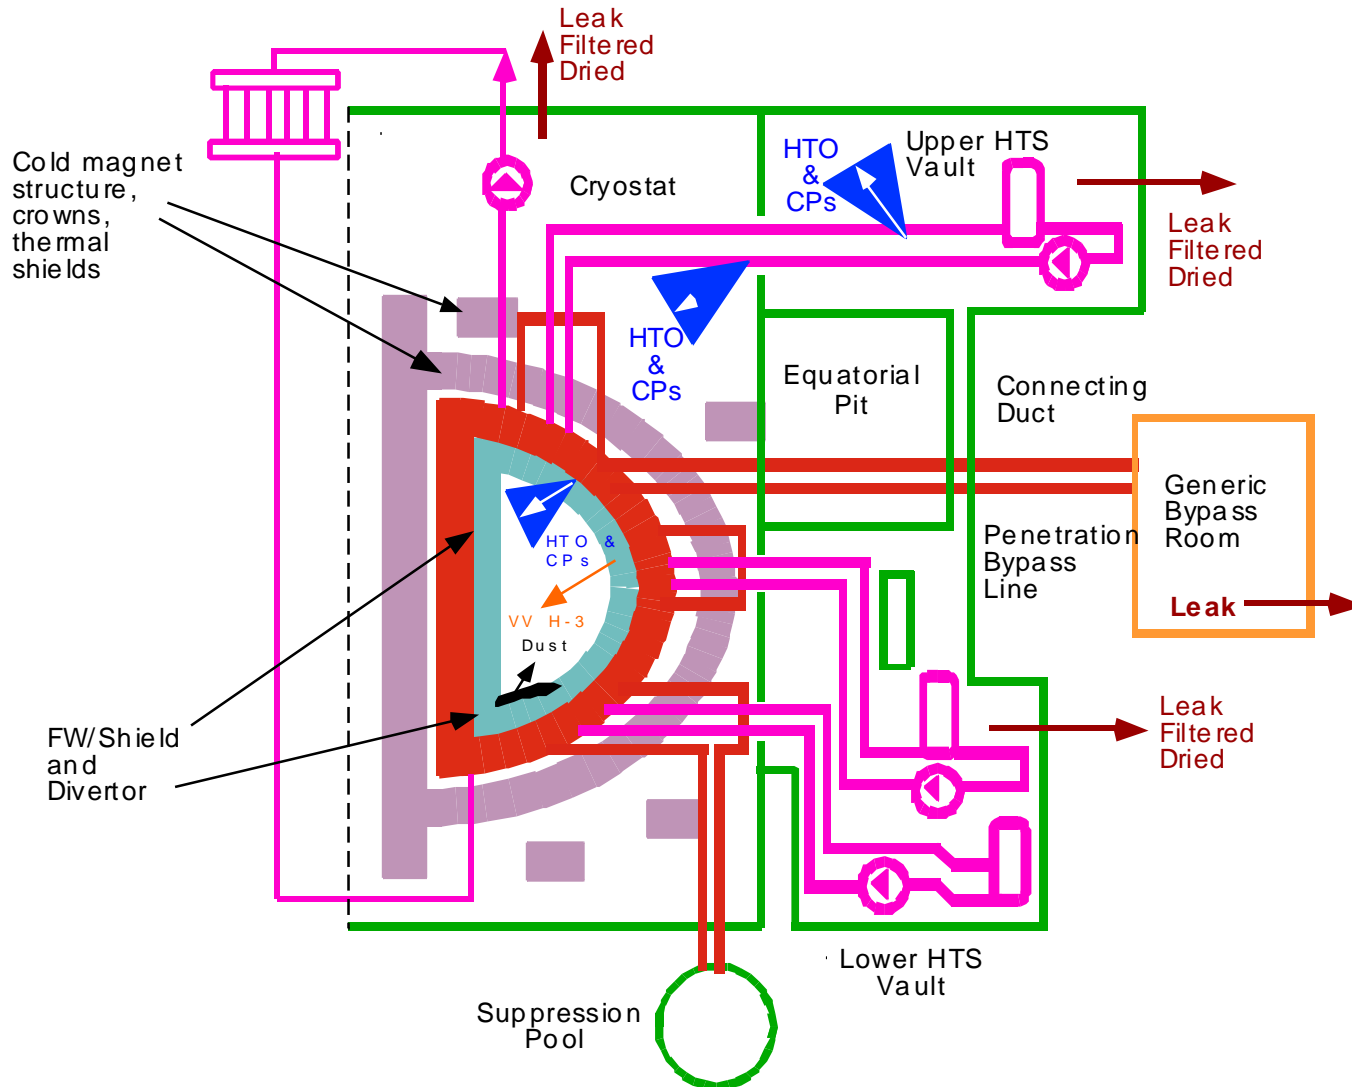 Leak
Filtered
Dried
Cold magnet
structure,
crowns,
thermal
shields
Cryostat
HTO
&
CPs
Upper HTS
Vault
Leak
Filtered
Dried
HTO
&
CPs
Equatorial
Pit
Connecting
Duct
Generic
Bypass
Room
Penetration
Bypass
Line
Leak
HTO &
CPs
VV H-3
Dust
FW/Shield
and
Divertor
Leak
Filtered
Dried
Lower HTS
Vault
Suppression
Pool